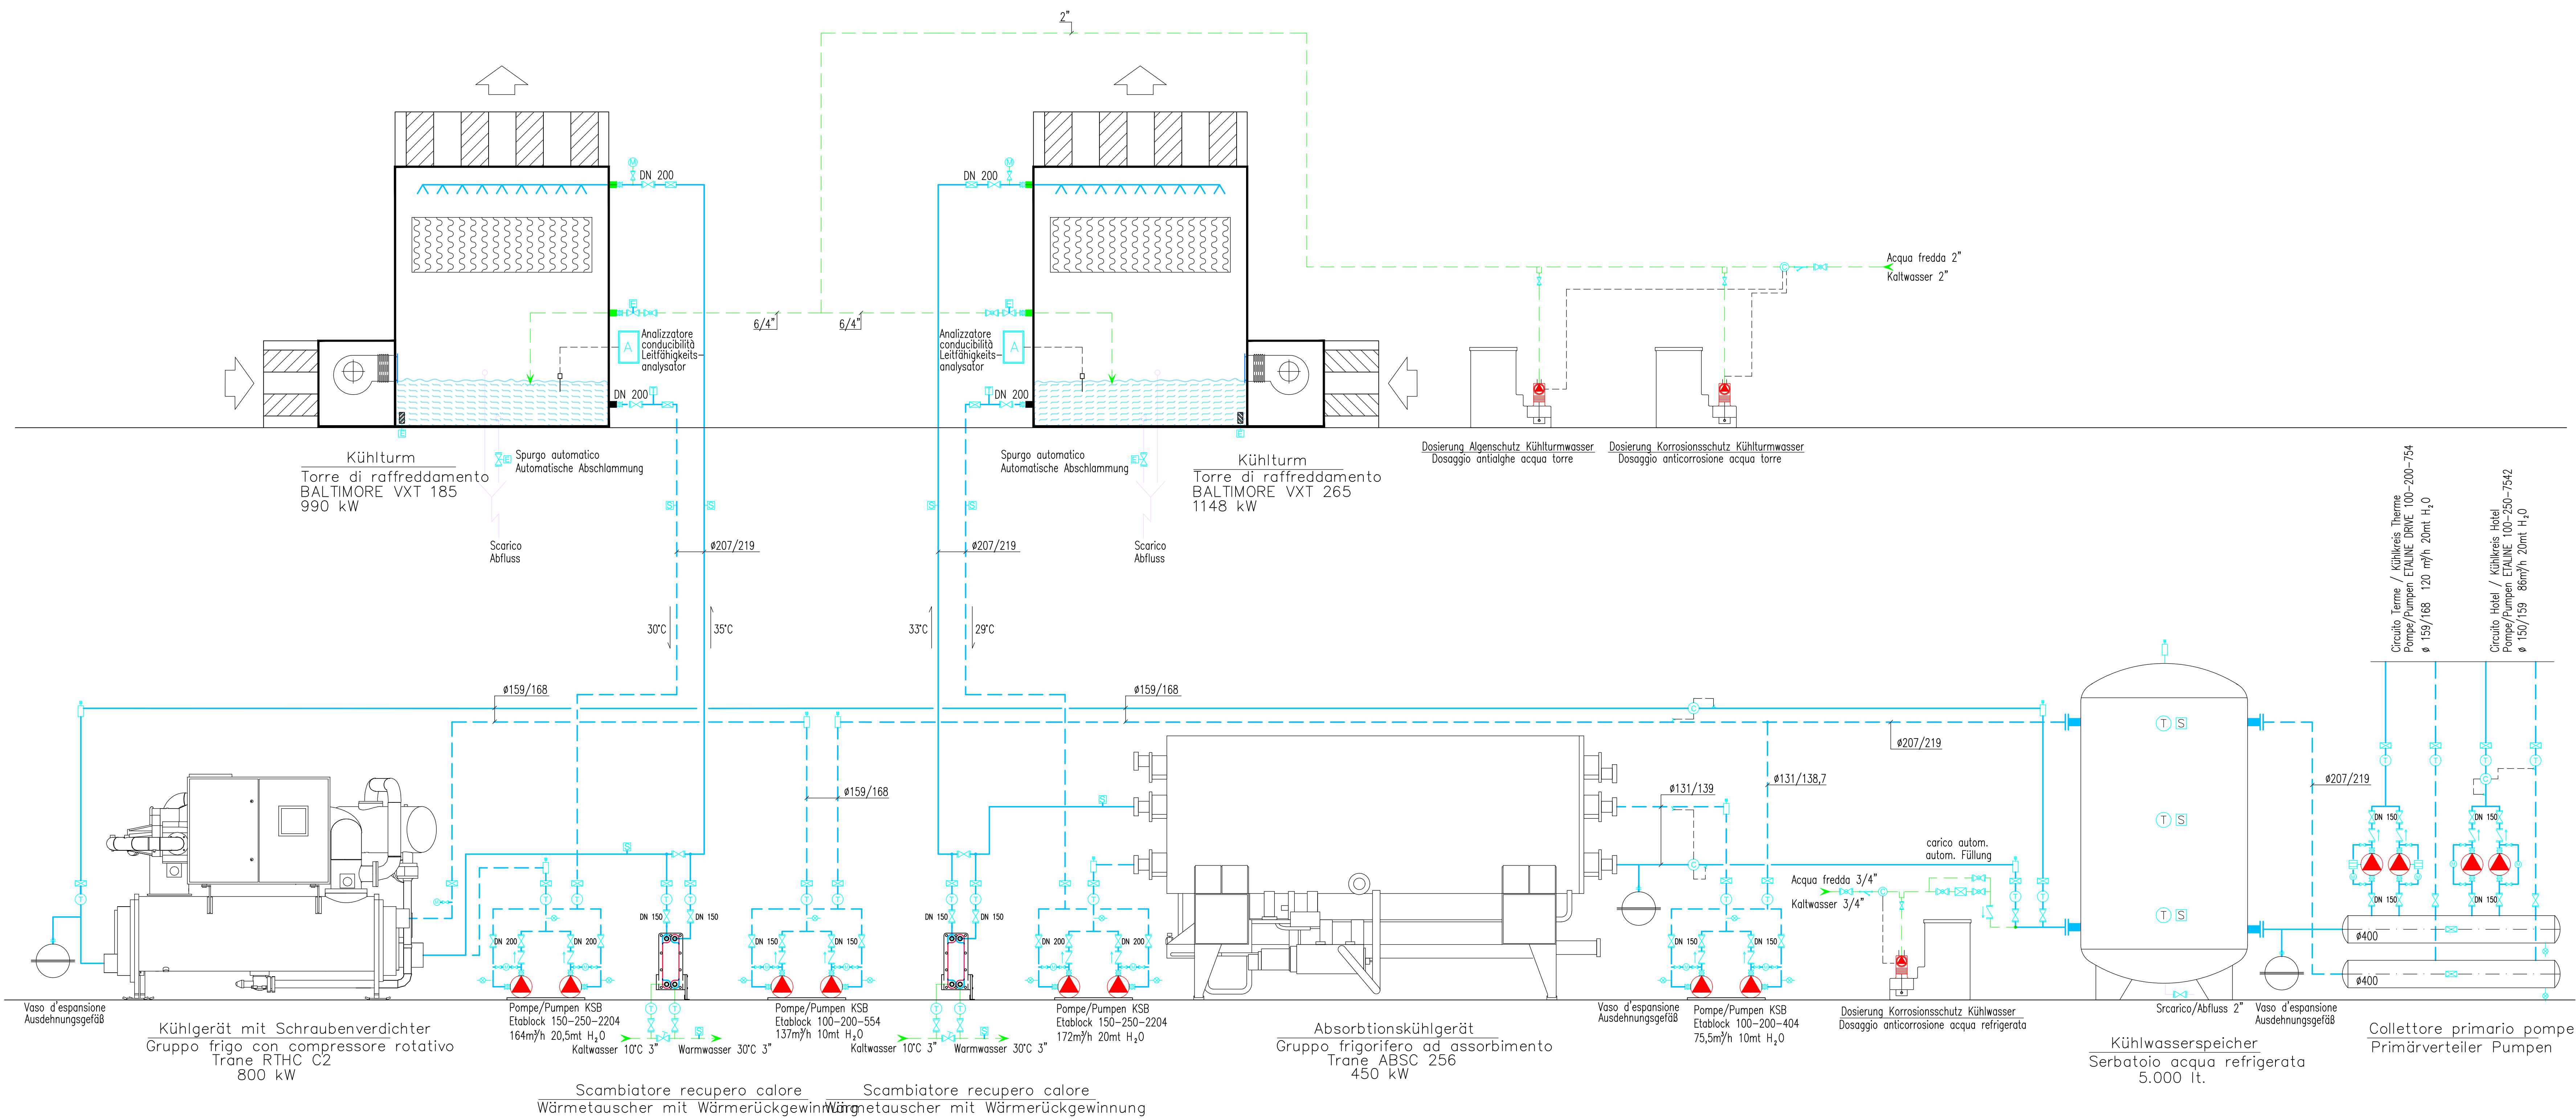 2"
DN 200
DN 200
M
M
Acqua fredda 2"
Kaltwasser 2"
6/4"
6/4"
Analizzatore
conducibilità
Leitfähigkeits-
analysator
A
Analizzatore
conducibilità
Leitfähigkeits-
analysator
A
DN 200
DN 200
Kühlturm
Torre di raffreddamento
BALTIMORE VXT 185
990 kW
Spurgo automatico
Automatische Abschlammung
Spurgo automatico
Automatische Abschlammung
Kühlturm
Torre di raffreddamento
BALTIMORE VXT 265
1148 kW
Dosierung Algenschutz Kühlturmwasser
Dosaggio antialghe acqua torre
Dosierung Korrosionsschutz Kühlturmwasser
Dosaggio anticorrosione acqua torre
Scarico
Abfluss
Scarico
Abfluss
ø207/219
ø207/219
30°C
35°C
33°C
29°C
Circuito Terme / Kühlkreis Therme
Pompe/Pumpen ETALINE DRIVE 100-200-754
ø 159/168 120 m³/h 20mt H₂O
Circuito Hotel / Kühlkreis Hotel
Pompe/Pumpen ETALINE 100-250-7542
ø 150/159 86m³/h 20mt H₂O
ø159/168
ø159/168
ø207/219
T S
ø159/168
ø131/139
ø131/138,7
ø207/219
T S
T S
carico autom.
autom. Füllung
Acqua fredda 3/4"
Kaltwasser 3/4"
DN 150
DN 150
DN 150
DN 150
DN 150
DN 150
DN 150
DN 150
DN 200
DN 200
DN 150
DN 150
DN 200
DN 200
DN 150
DN 150
ø400
ø400
Vaso d'espansione
Ausdehnungsgefäß
Kühlgerät mit Schraubenverdichter
Gruppo frigo con compressore rotativo
Trane RTHC C2
800 kW
Pompe/Pumpen KSB
Etablock 150-250-2204
164m³/h 20,5mt H₂O
Kaltwasser 10°C 3"
Warmwasser 30°C 3"
Pompe/Pumpen KSB
Etablock 100-200-554
137m³/h 10mt H₂O
Kaltwasser 10°C 3"
Warmwasser 30°C 3"
Pompe/Pumpen KSB
Etablock 150-250-2204
172m³/h 20mt H₂O
Absorbtionskühlgerät
Gruppo frigorifero ad assorbimento
Trane ABSC 256
450 kW
Vaso d'espansione
Ausdehnungsgefäß
Pompe/Pumpen KSB
Etablock 100-200-404
75,5m³/h 10mt H₂O
Dosierung Korrosionsschutz Kühlwasser
Dosaggio anticorrosione acqua refrigerata
Srcarico/Abfluss 2"
Vaso d'espansione
Ausdehnungsgefäß
Kühlwasserspeicher
Serbatoio acqua refrigerata
5.000 lt.
Collettore primario pompe
Primärverteiler Pumpen
Scambiatore recupero calore
Wärmetauscher mit Wärmerückgewinnung
Scambiatore recupero calore
Wärmetauscher mit Wärmerückgewinnung